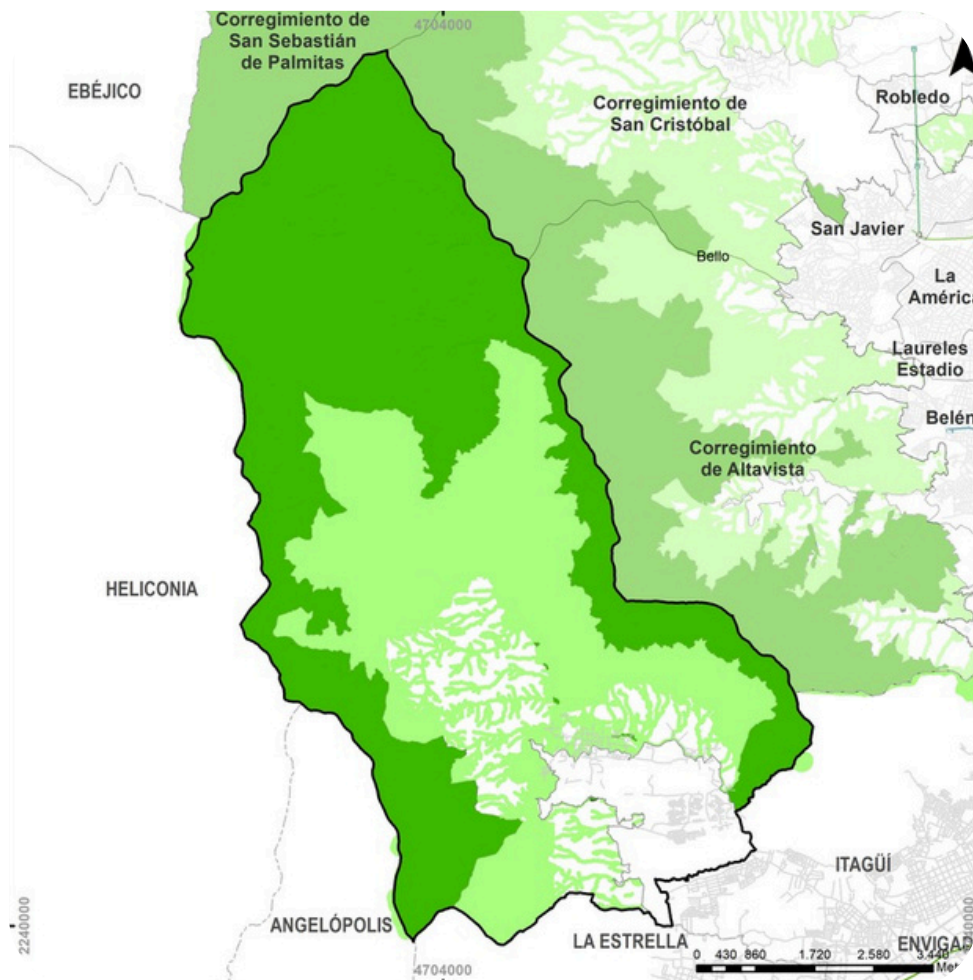 Corregimiento de
San Sebastián
de Palmitas
4704000
EBÉJICO
Corregimiento de
San Cristóbal
Robledo
San Javier
Bello
La
América
Laureles
Estadio
Belén
Corregimiento
de Altavista
HELICONIA
ITAGÜÍ
2240000
ANGELÓPOLIS
LA ESTRELLA
ENVIGAD
0 430 860 1.720 2.580 3.440
Met
4704000